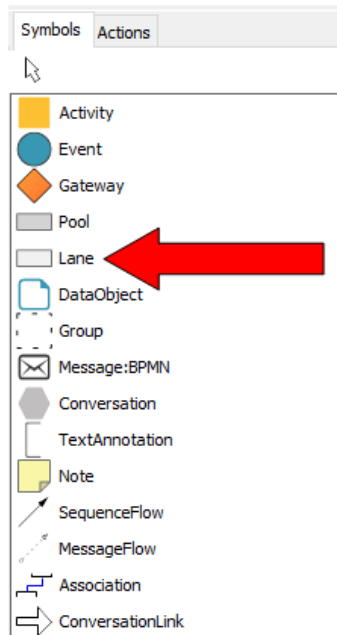 Symbols Actions
Activity
Event
Gateway
Pool
Lane
DataObject
Group
Message:BPMN
Conversation
TextAnnotation
Note
SequenceFlow
MessageFlow
Association
ConversationLink